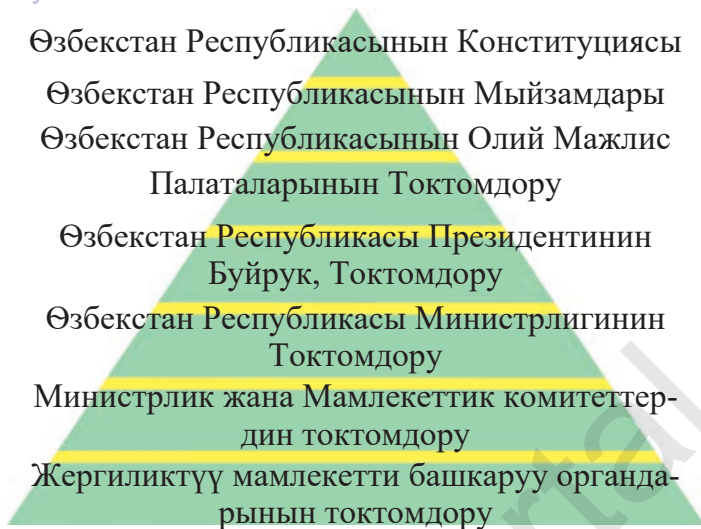 Өзбекстан Республикасынын Конституциясы
Өзбекстан Республикасынын Мыйзамдары
Өзбекстан Республикасынын Олий Мажлис
Палаталарынын Токтомдору
Өзбекстан Республикасы Президентинин
Буйрук, Токтомдору
Өзбекстан Республикасы Министрлигинин
Токтомдору
Министрлик жана Мамлекеттик комитеттер-
дин токтомдору
Жергиликтүү мамлекетти башкаруу органда-
рынын токтомдору